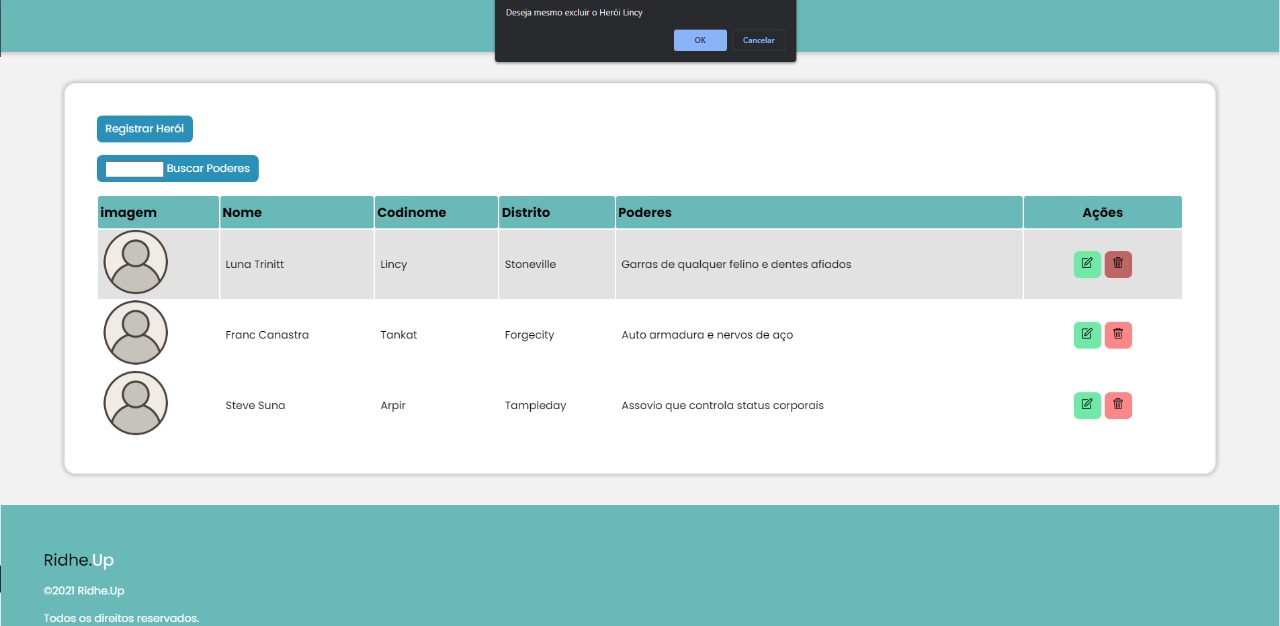 Deseja mesmo excluir o Herói Lincy
OK Cancelar
Registrar Herói
Buscar Poderes
imagem Nome Codinome Distrito Poderes Ações
Luna Trinitt Lincy Stoneville Garras de qualquer felino e dentes afiados
Franc Canastra Tankat Forgecity Auto armadura e nervos de aço
Steve Suna Arpir Tampleday Assovio que controla status corporais
Ridhe.Up
©2021 Ridhe.Up
Todos os direitos reservados.